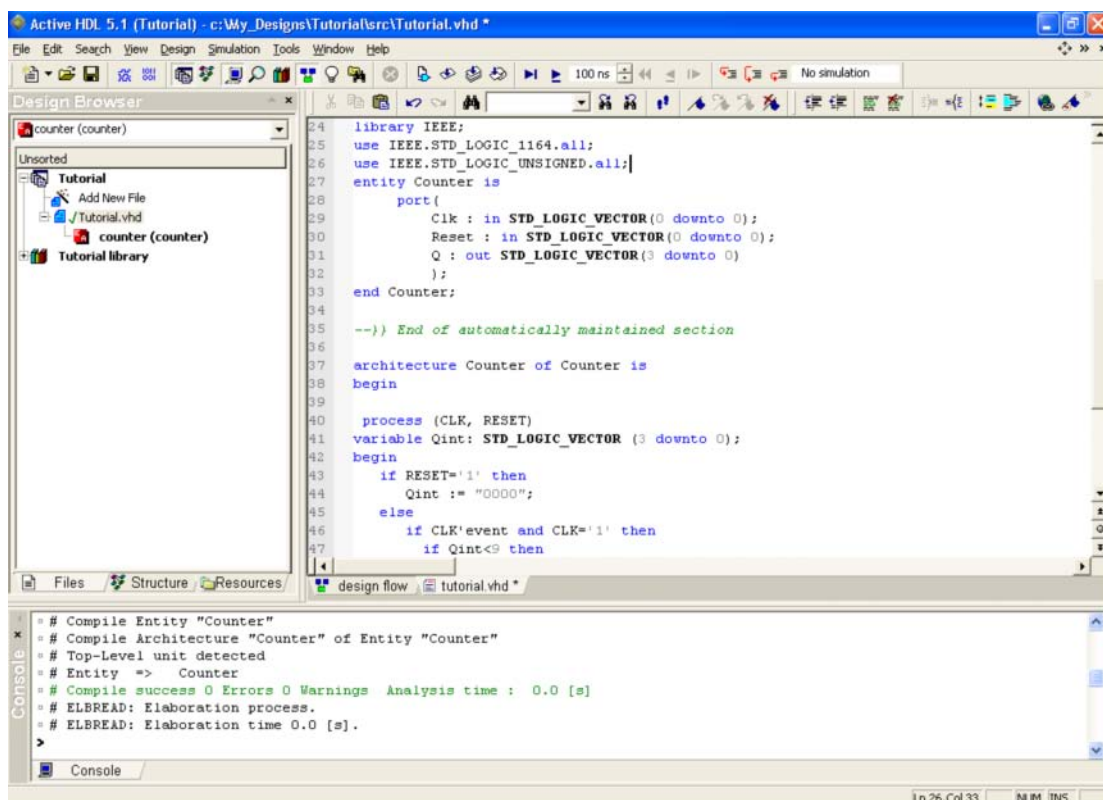 Active HDL 5.1 (Tutorial) - c:\My_Designs\Tutorial\src\Tutorial.vhd *
File Edit Search View Design Simulation Tools Window Help
100 ns No simulation
Design Browser
counter (counter)
Unsorted
Tutorial
Add New File
Tutorial.vhd
counter (counter)
Tutorial library
Files Structure Resources
24 library IEEE;
25 use IEEE.STD_LOGIC_1164.all;
26 use IEEE.STD_LOGIC_UNSIGNED.all;
27 entity Counter is
28 port(
29 Clk : in STD_LOGIC_VECTOR(0 downto 0);
30 Reset : in STD_LOGIC_VECTOR(0 downto 0);
31 Q : out STD_LOGIC_VECTOR(3 downto 0)
32 );
33 end Counter;
34
35 --}} End of automatically maintained section
36
37 architecture Counter of Counter is
38 begin
39
40 process (CLK, RESET)
41 variable Qint: STD_LOGIC_VECTOR (3 downto 0);
42 begin
43 if RESET='1' then
44 Qint := "0000";
45 else
46 if CLK'event and CLK='1' then
47 if Qint<9 then
design flow tutorial.vhd *
# Compile Entity "Counter"
# Compile Architecture "Counter" of Entity "Counter"
# Top-Level unit detected
# Entity => Counter
# Compile success 0 Errors 0 Warnings Analysis time : 0.0 [s]
# ELBREAD: Elaboration process.
# ELBREAD: Elaboration time 0.0 [s].
>
Console
Console
Ln 26, Col 33 NUM INS